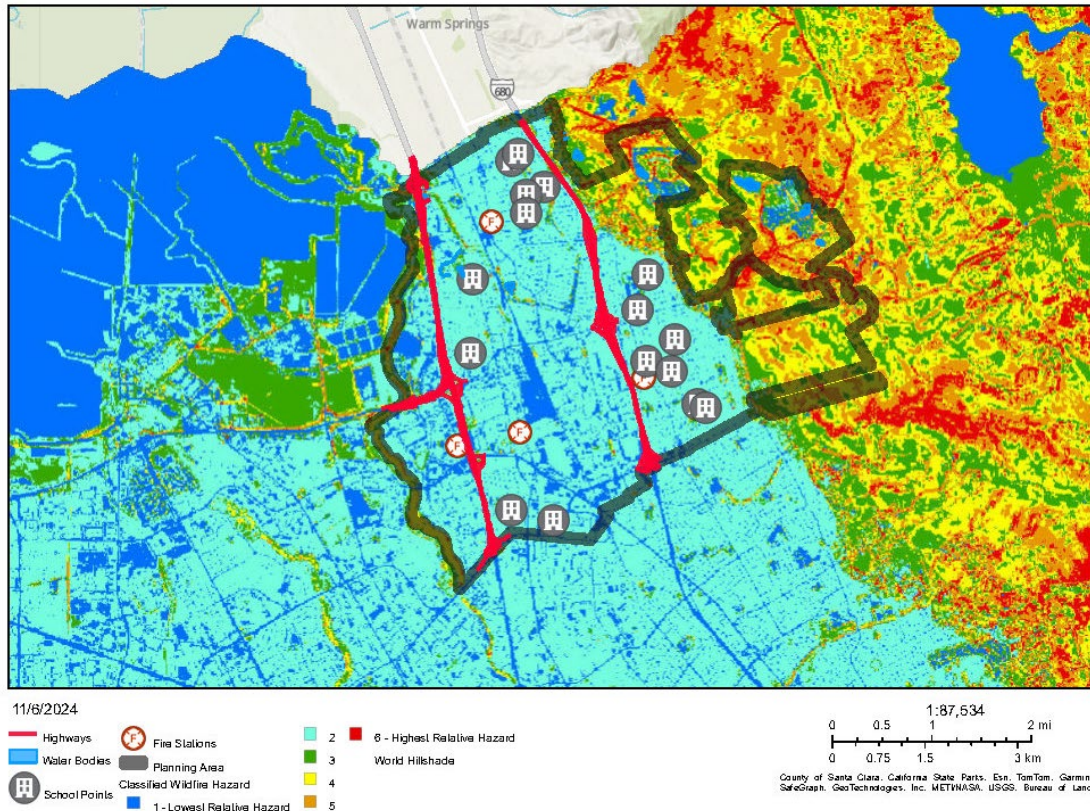 Warm Springs
680
F
F
F
F
11/6/2024
Highways
Water Bodies
School Points
F
Fire Stations
Planning Area
Classified Wildfire Hazard
1 - Lowest Relative Hazard
2
3
4
5
6 - Highest Relative Hazard
World Hillshade
1:87,534
0 0.5 1 2 mi
0 0.75 1.5 3 km
County of Santa Clara, California State Parks, Esri, TomTom, Garmin,
SafeGraph, GeoTechnologies, Inc, METI/NASA, USGS, Bureau of Land